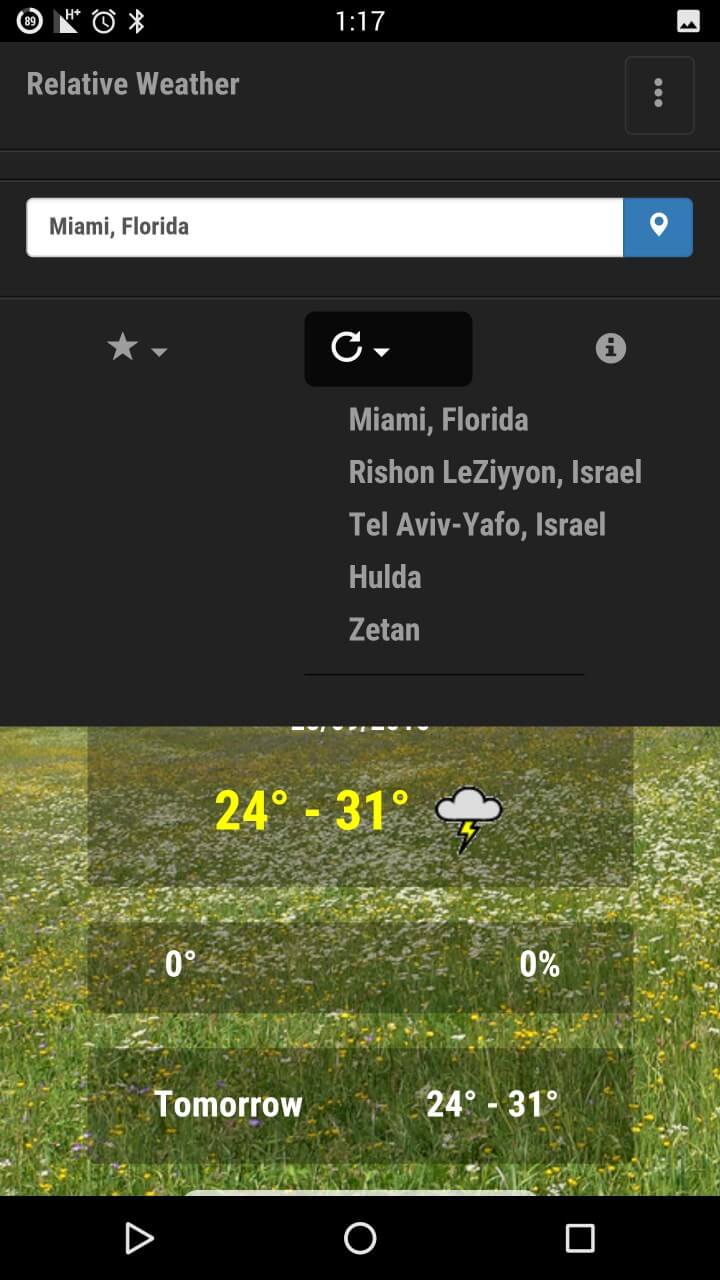 89 H+ 1:17
Relative Weather
Miami, Florida
Miami, Florida
Rishon LeZiyyon, Israel
Tel Aviv-Yafo, Israel
Hulda
Zetan
24° - 31°
0° 0%
Tomorrow 24° - 31°